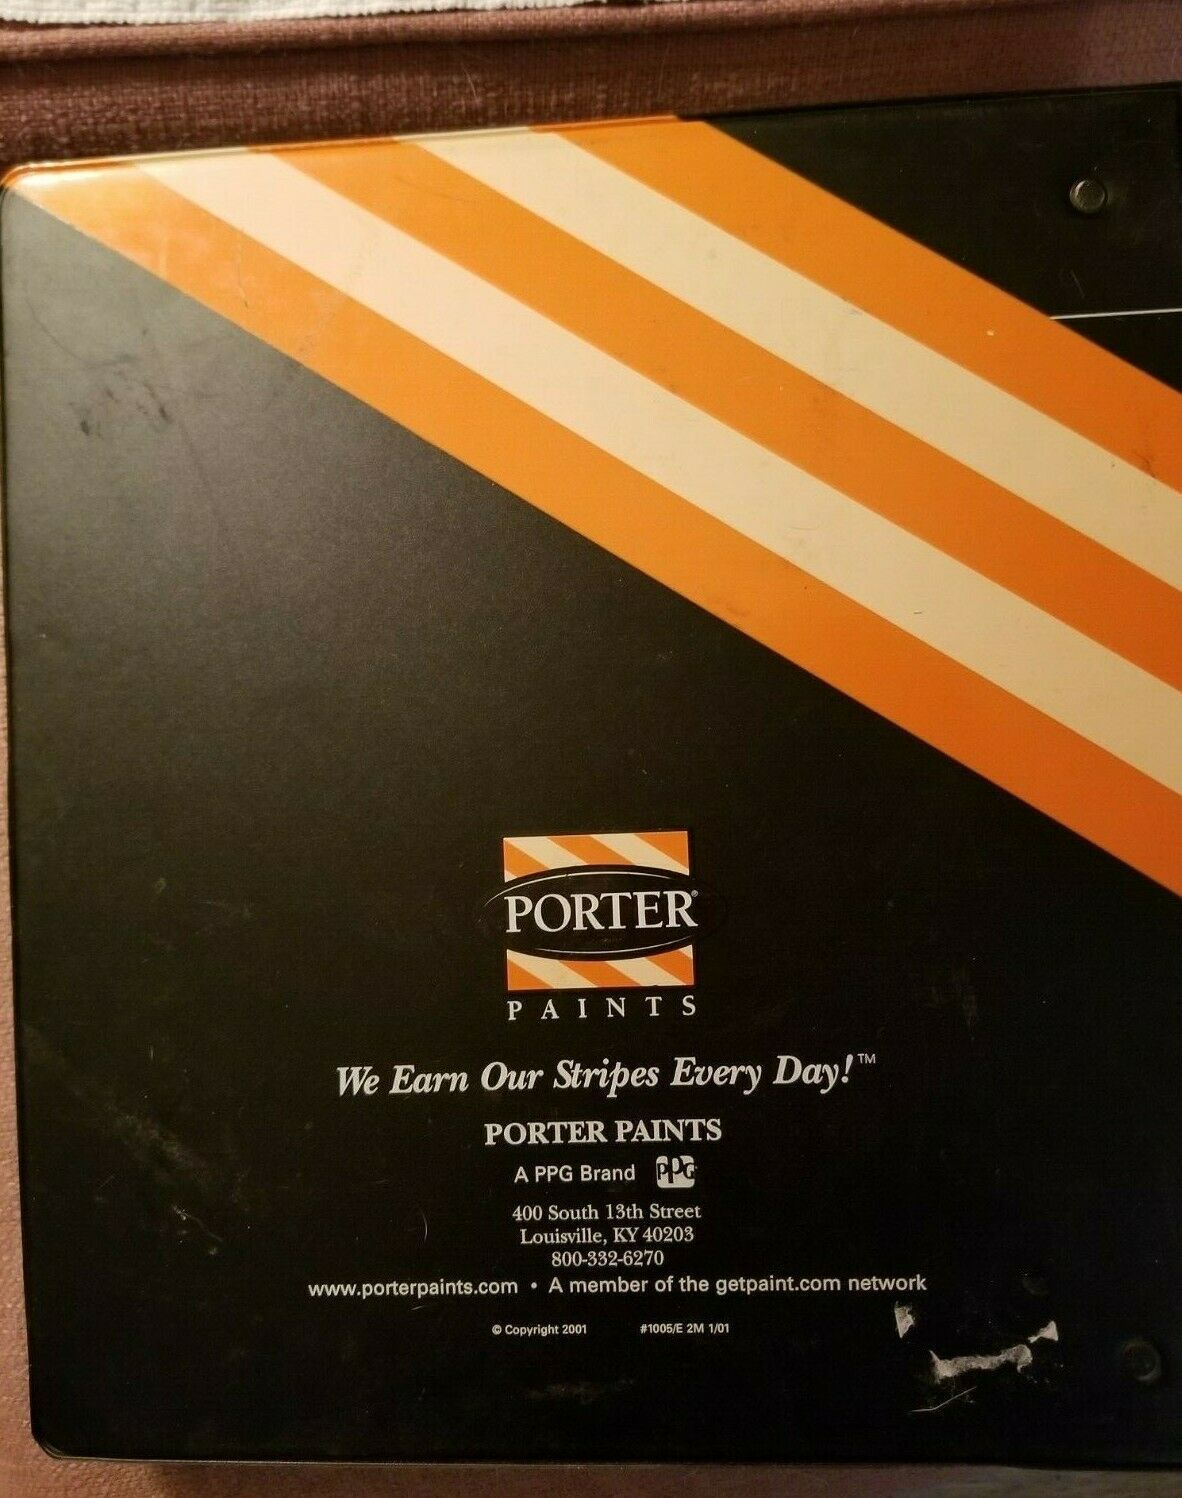 PORTER®
PAINTS
We Earn Our Stripes Every Day!™
PORTER PAINTS
A PPG Brand PPG
400 South 13th Street
Louisville, KY 40203
800-332-6270
www.porterpaints.com • A member of the getpaint.com network
© Copyright 2001 #1005/E 2M 1/01